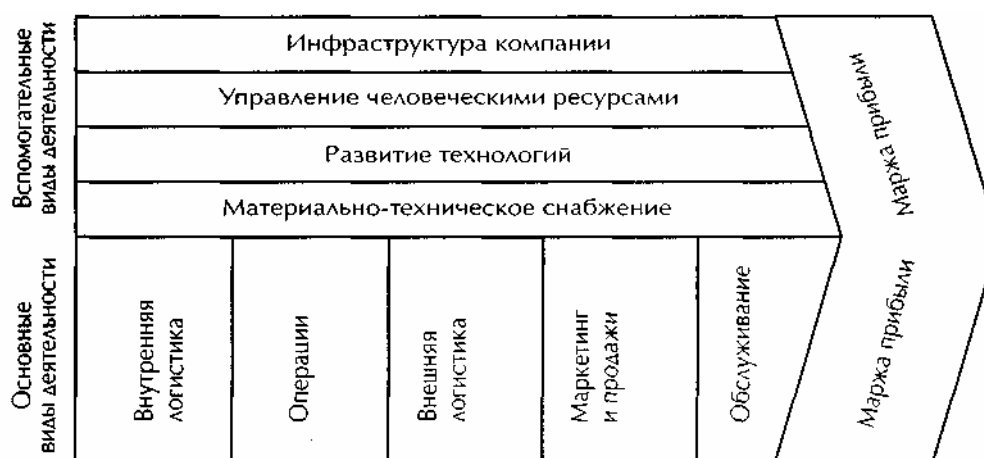 Вспомогательные
виды деятельности
Инфраструктура компании
Управление человеческими ресурсами
Развитие технологий
Материально-техническое снабжение
Маржа прибыли
Основные
виды деятельности
Внутренняя
логистика
Операции
Внешняя
логистика
Маркетинг
и продажи
Обслуживание
Маржа прибыли